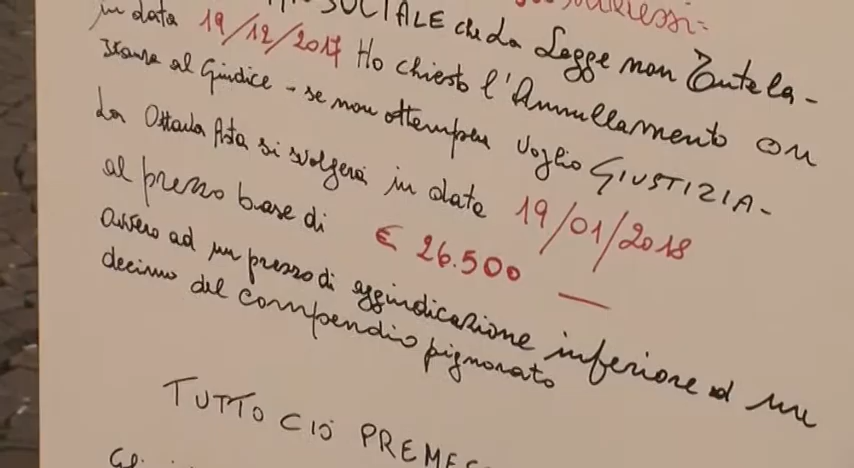 SOCIALE che La Legge non Tutela -
in data 19/12/2017 Ho chiesto l'Annullamento con
Istanza al Giudice - se non ottempera Voglio GIUSTIZIA -
La Ottava Asta si svolgerà in data 19/01/2018
al prezzo base di € 26.500 —
ovvero ad un prezzo di aggiudicazione inferiore ad un
decimo del compendio pignorato
TUTTO CIÒ